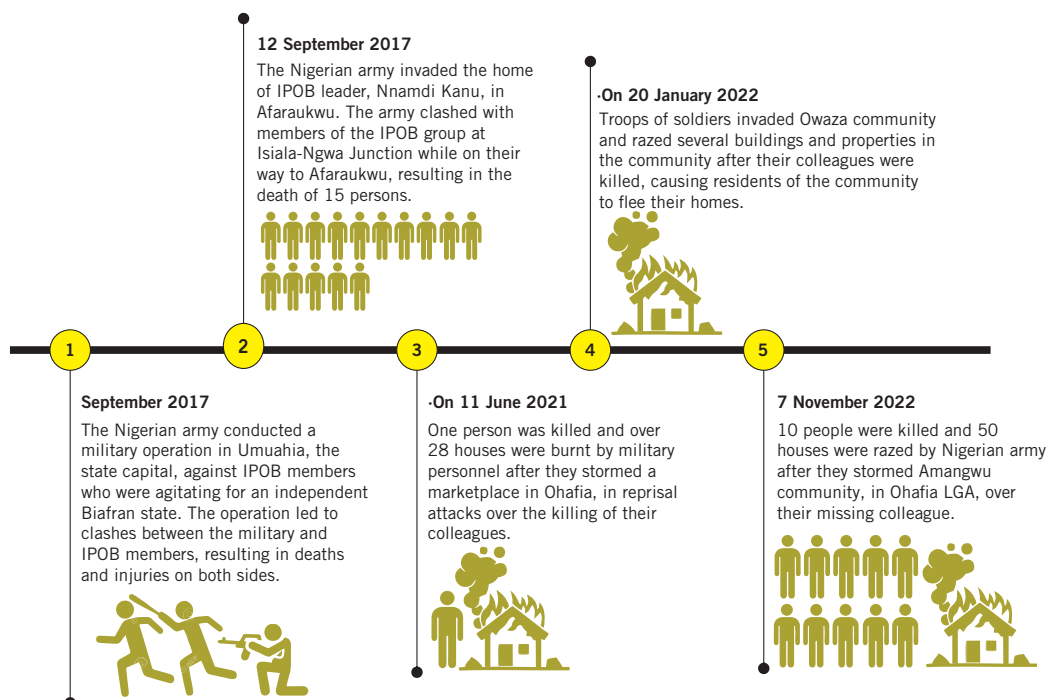 12 September 2017
The Nigerian army invaded the home
of IPOB leader, Nnamdi Kanu, in
Afaraukwu. The army clashed with
members of the IPOB group at
Isiala-Ngwa Junction while on their
way to Afaraukwu, resulting in the
death of 15 persons.
·On 20 January 2022
Troops of soldiers invaded Owaza community
and razed several buildings and properties in
the community after their colleagues were
killed, causing residents of the community
to flee their homes.
1
2
3
4
5
September 2017
The Nigerian army conducted a
military operation in Umuahia, the
state capital, against IPOB members
who were agitating for an independent
Biafran state. The operation led to
clashes between the military and
IPOB members, resulting in deaths
and injuries on both sides.
·On 11 June 2021
One person was killed and over
28 houses were burnt by military
personnel after they stormed a
marketplace in Ohafia, in reprisal
attacks over the killing of their
colleagues.
7 November 2022
10 people were killed and 50
houses were razed by Nigerian army
after they stormed Amangwu
community, in Ohafia LGA, over
their missing colleague.